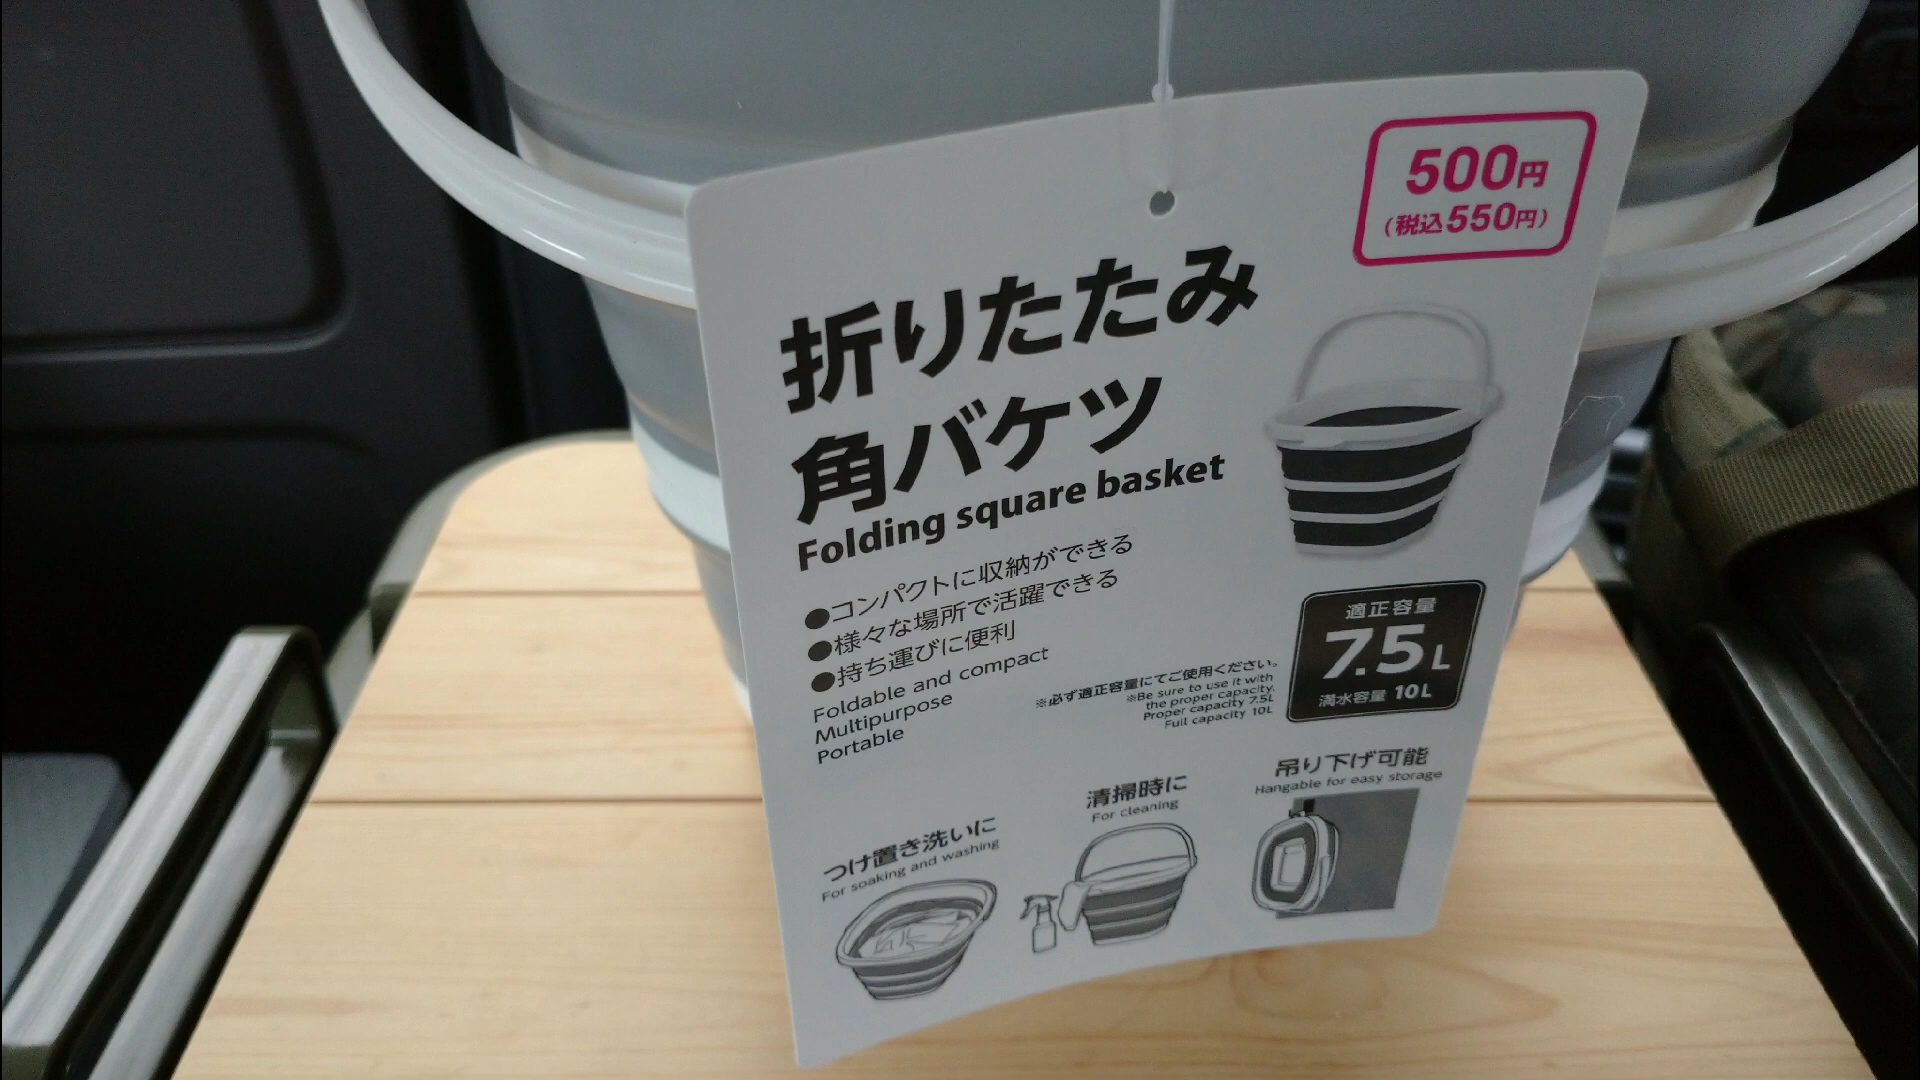 500円
(税込550円)
折りたたみ
角バケツ
Folding square basket
●コンパクトに収納ができる
●様々な場所で活躍できる
●持ち運びに便利
Foldable and compact
Multipurpose
Portable
適正容量
7.5L
満水容量 10L
※必ず適正容量にてご使用ください。
※Be sure to use it with
the proper capacity.
Proper capacity 7.5L
Full capacity 10L
つけ置き洗いに
For soaking and washing
清掃時に
For cleaning
吊り下げ可能
Hangable for easy storage